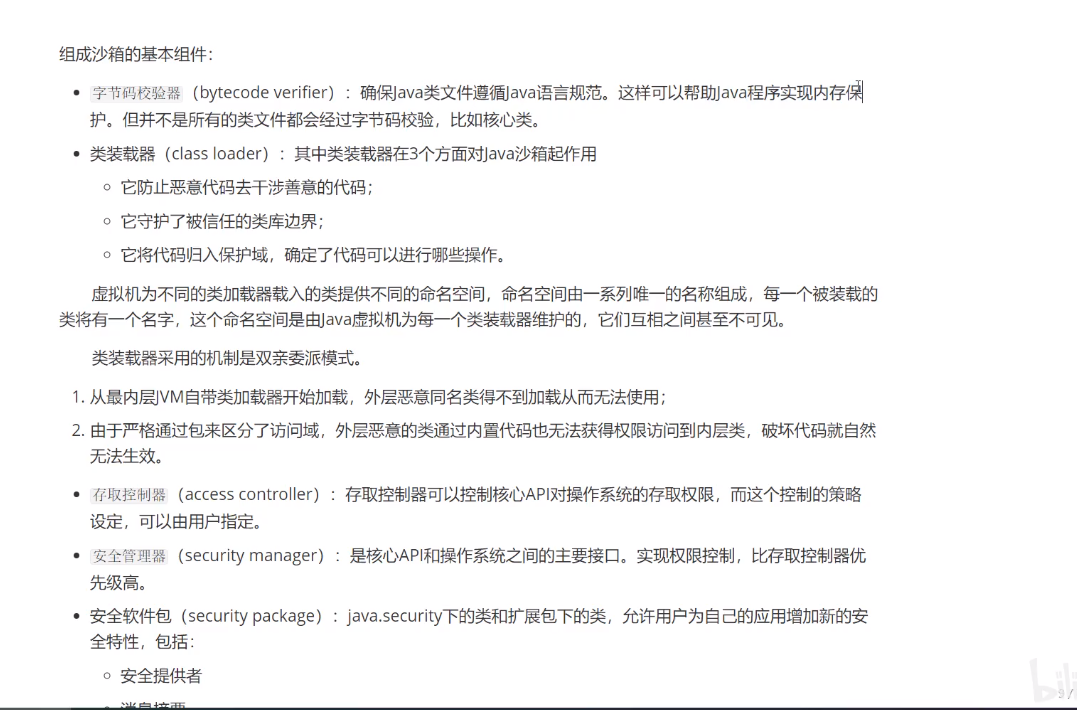 组成沙箱的基本组件：
字节码校验器（bytecode verifier）：确保Java类文件遵循Java语言规范。这样可以帮助Java程序实现内存保
护。但并不是所有的类文件都会经过字节码校验，比如核心类。
类装载器（class loader）：其中类装载器在3个方面对Java沙箱起作用
它防止恶意代码去干涉善意的代码；
它守护了被信任的类库边界；
它将代码归入保护域，确定了代码可以进行哪些操作。
虚拟机为不同的类加载器载入的类提供不同的命名空间，命名空间由一系列唯一的名称组成，每一个被装载的
类将有一个名字，这个命名空间是由Java虚拟机为每一个类装载器维护的，它们互相之间甚至不可见。
类装载器采用的机制是双亲委派模式。
1. 从最内层JVM自带类加载器开始加载，外层恶意同名类得不到加载从而无法使用；
2. 由于严格通过包来区分了访问域，外层恶意的类通过内置代码也无法获得权限访问到内层类，破坏代码就自然
无法生效。
存取控制器（access controller）：存取控制器可以控制核心API对操作系统的存取权限，而这个控制的策略
设定，可以由用户指定。
安全管理器（security manager）：是核心API和操作系统之间的主要接口。实现权限控制，比存取控制器优
先级高。
安全软件包（security package）：java.security下的类和扩展包下的类，允许用户为自己的应用增加新的安
全特性，包括：
安全提供者
消息摘要